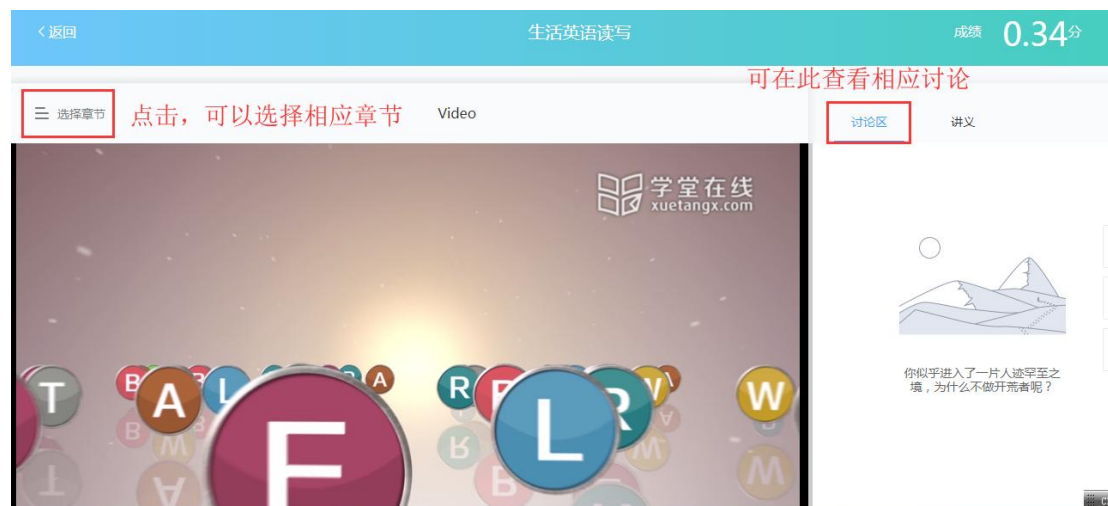 <返回
生活英语读写
成绩 0.34分
可在此查看相应讨论
选择章节
点击，可以选择相应章节
Video
讨论区
讲义
学堂在线
xuetangx.com
T B A L B A R W W
F L R
你似乎进入了一片人迹罕至之
境，为什么不做开荒者呢？